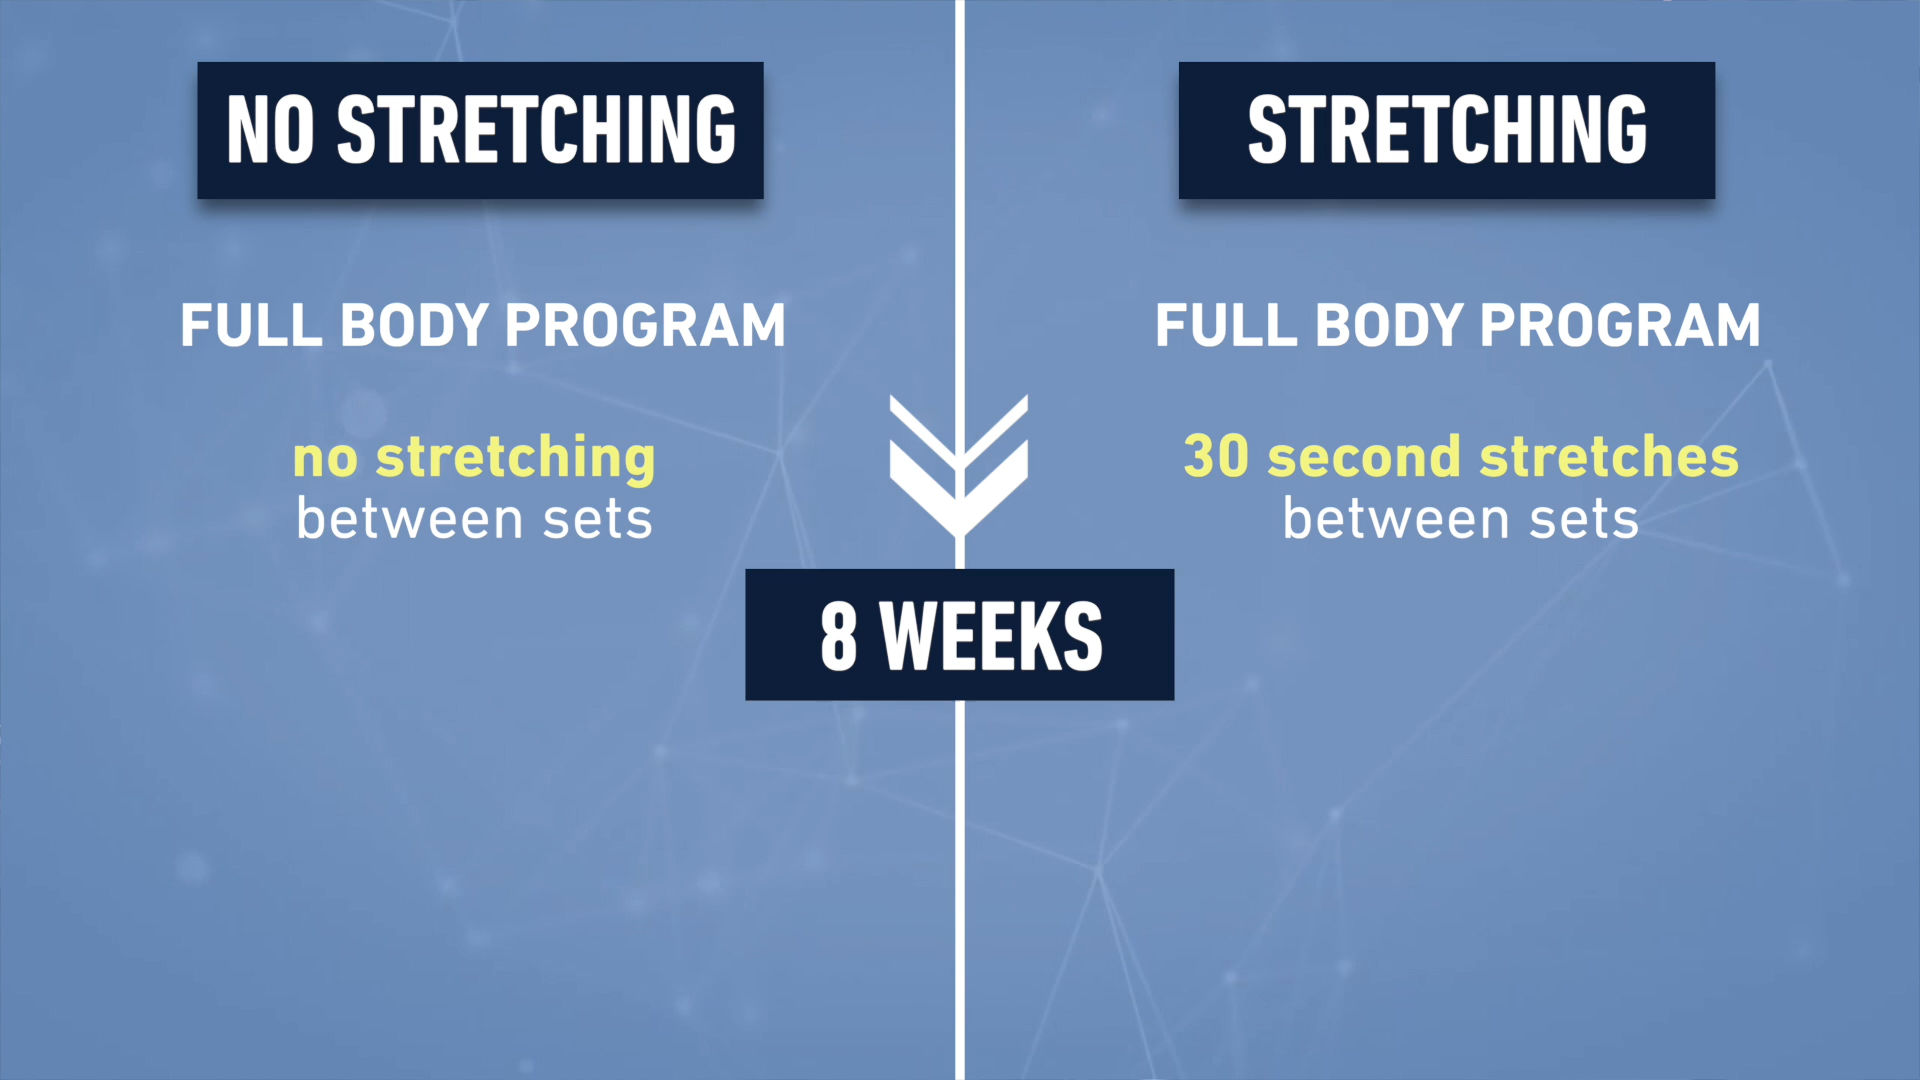 NO STRETCHING
FULL BODY PROGRAM
no stretching
between sets
STRETCHING
FULL BODY PROGRAM
30 second stretches
between sets
8 WEEKS